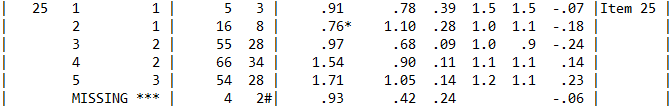 |   25   1         1 |     5   3 |    .91      .78  .39  1.5  1.5  -.07 |Item 25 |
|        2         1 |    16   8 |    .76*    1.10  .28  1.0  1.1  -.18 |        |
|        3         2 |    55  28 |    .97      .68  .09  1.0   .9  -.24 |        |
|        4         2 |    66  34 |   1.54      .90  .11  1.1  1.1   .14 |        |
|        5         3 |    54  28 |   1.71     1.05  .14  1.2  1.1   .23 |        |
|        MISSING *** |     4   2#|    .93      .42  .24            -.06 |        |